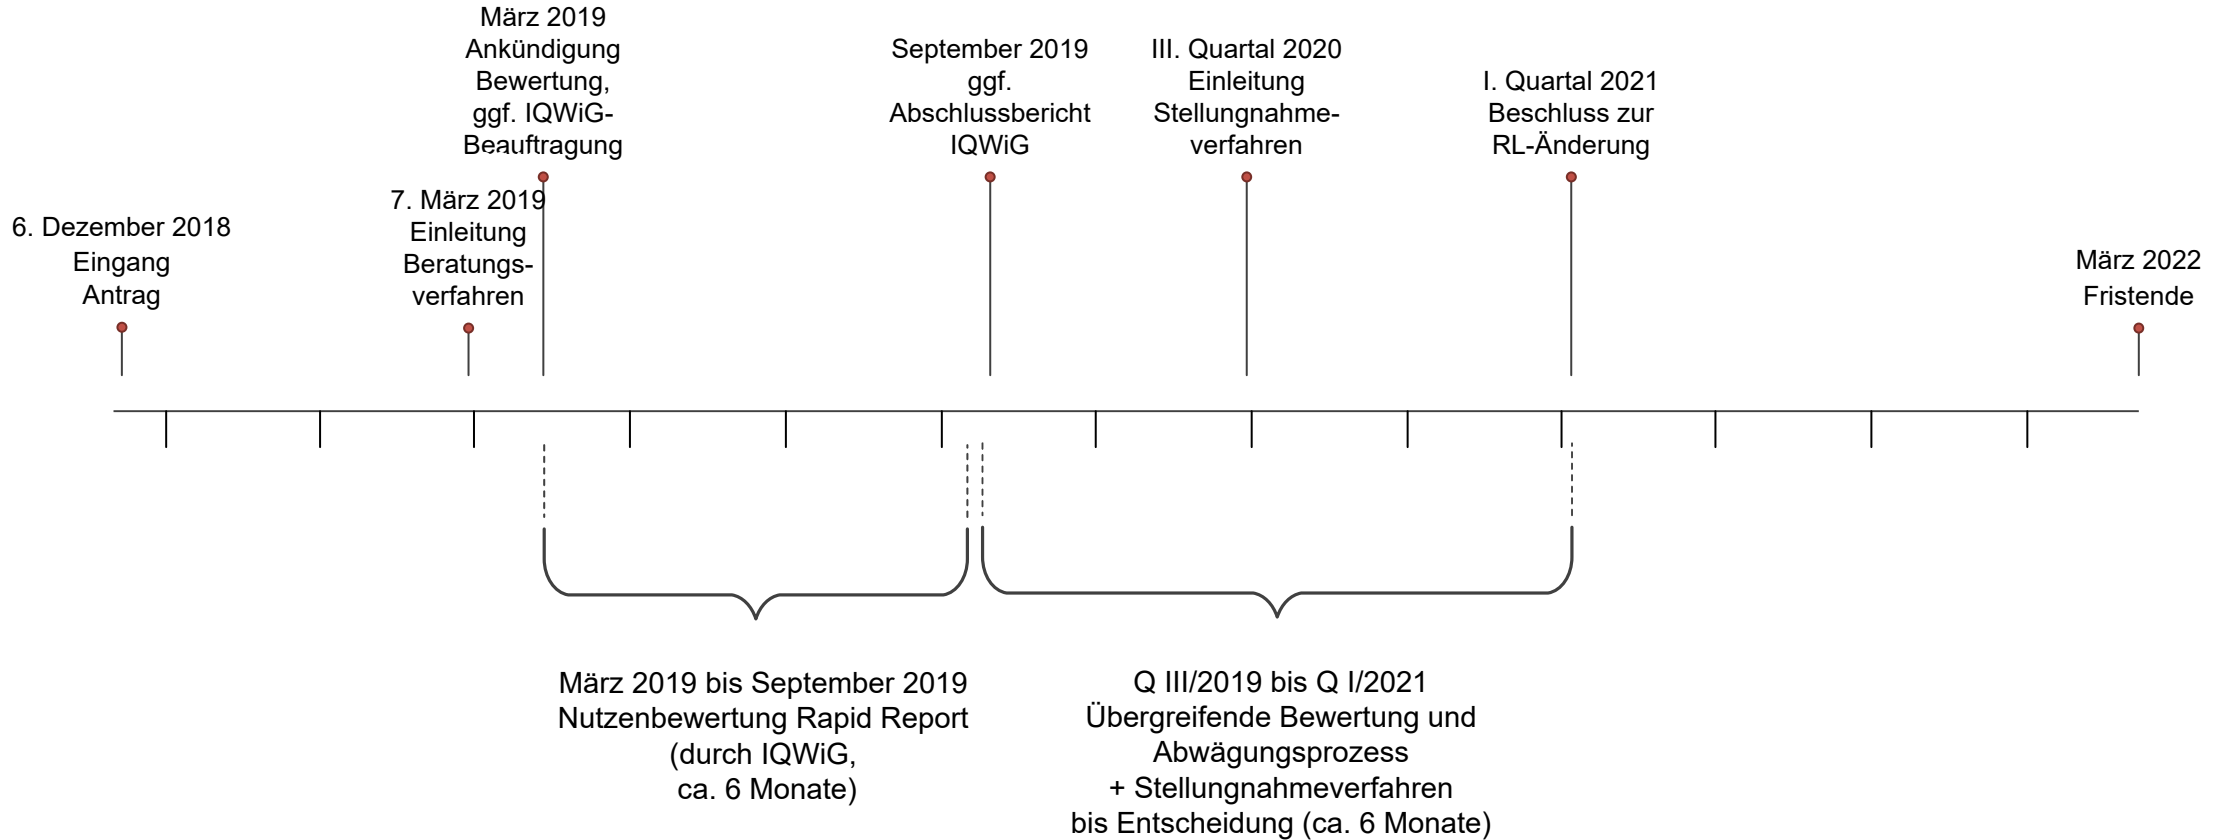 6. Dezember 2018
Eingang
Antrag
7. März 2019
Einleitung
Beratungs-
verfahren
März 2019
Ankündigung
Bewertung,
ggf. IQWiG-
Beauftragung
September 2019
ggf.
Abschlussbericht
IQWiG
III. Quartal 2020
Einleitung
Stellungnahme-
verfahren
I. Quartal 2021
Beschluss zur
RL-Änderung
März 2022
Fristende
März 2019 bis September 2019
Nutzenbewertung Rapid Report
(durch IQWiG,
ca. 6 Monate)
Q III/2019 bis Q I/2021
Übergreifende Bewertung und
Abwägungsprozess
+ Stellungnahmeverfahren
bis Entscheidung (ca. 6 Monate)